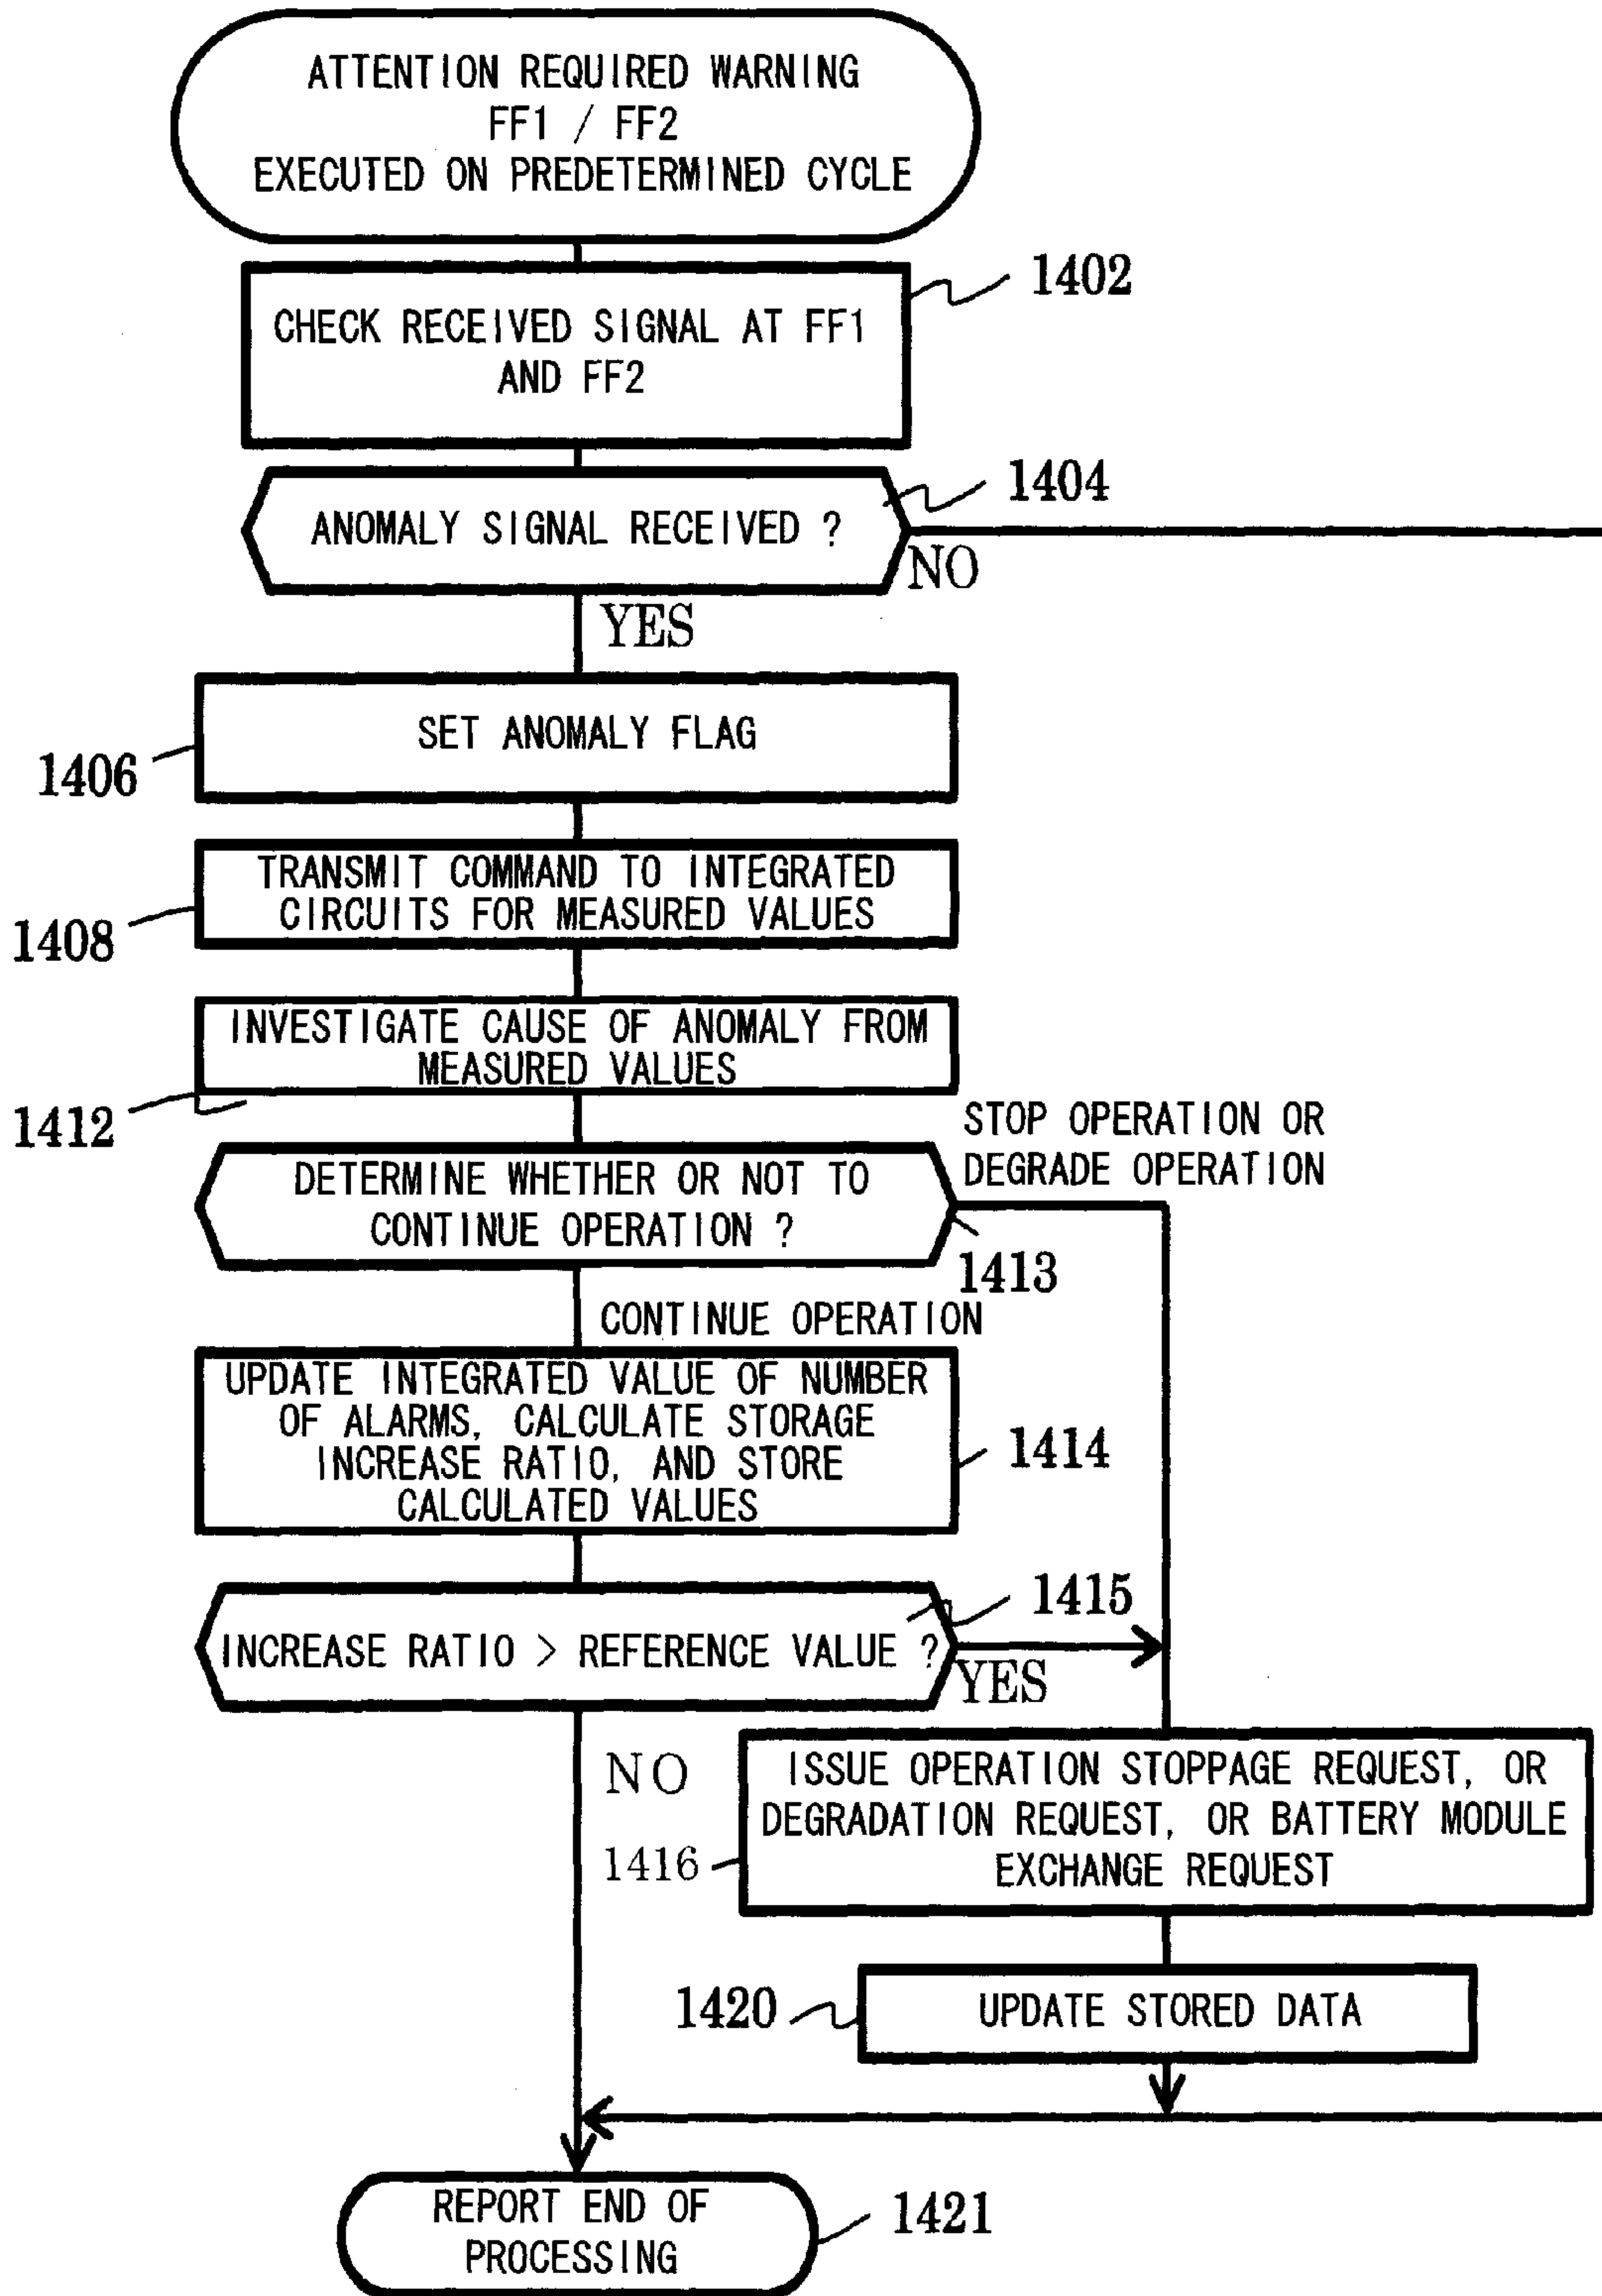 ATTENTION REQUIRED WARNING
FF1 / FF2
EXECUTED ON PREDETERMINED CYCLE
1402
CHECK RECEIVED SIGNAL AT FF1
AND FF2
1404
ANOMALY SIGNAL RECEIVED ?
NO
YES
SET ANOMALY FLAG
1406
TRANSMIT COMMAND TO INTEGRATED
CIRCUITS FOR MEASURED VALUES
1408
INVESTIGATE CAUSE OF ANOMALY FROM
MEASURED VALUES
1412
STOP OPERATION OR
DEGRADE OPERATION
DETERMINE WHETHER OR NOT TO
CONTINUE OPERATION ?
1413
CONTINUE OPERATION
UPDATE INTEGRATED VALUE OF NUMBER
OF ALARMS, CALCULATE STORAGE
INCREASE RATIO, AND STORE
CALCULATED VALUES
1414
1415
INCREASE RATIO > REFERENCE VALUE ?
YES
NO
ISSUE OPERATION STOPPAGE REQUEST, OR
DEGRADATION REQUEST, OR BATTERY MODULE
EXCHANGE REQUEST
1416
1420
UPDATE STORED DATA
REPORT END OF
PROCESSING
1421